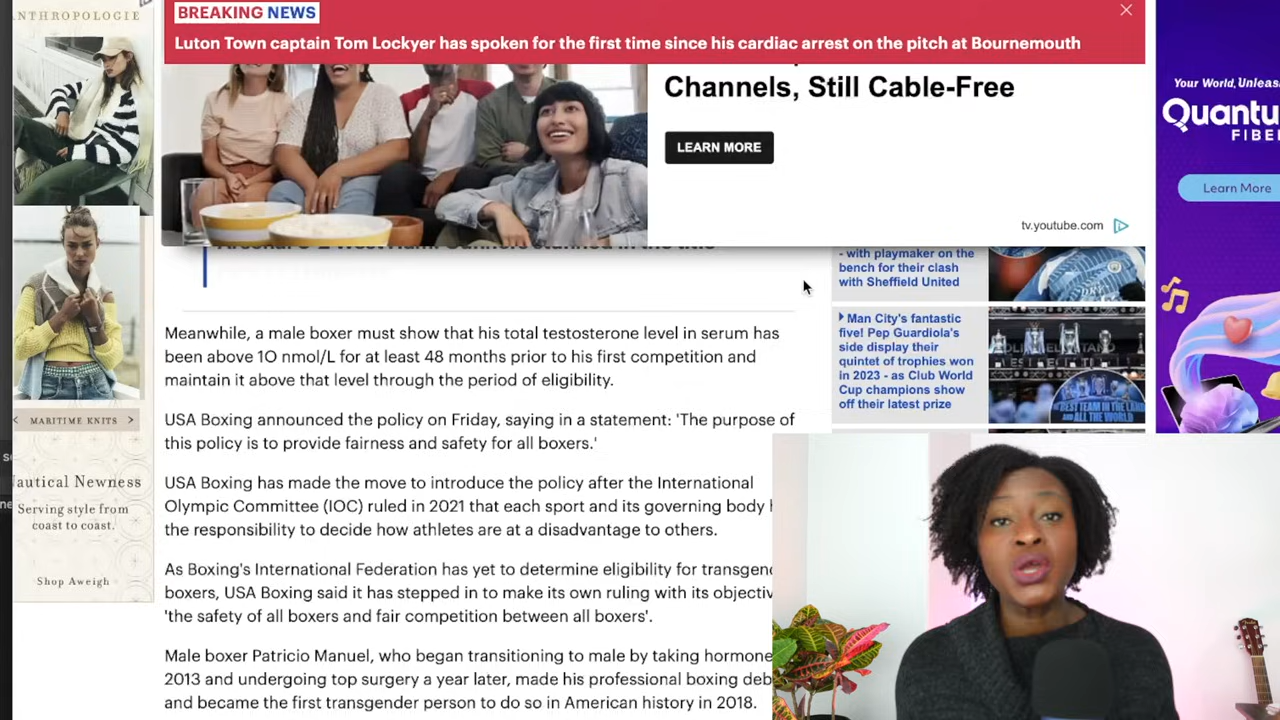 ANTHROPOLOGIE
BREAKING NEWS
Luton Town captain Tom Lockyer has spoken for the first time since his cardiac arrest on the pitch at Bournemouth
Channels, Still Cable-Free
LEARN MORE
tv.youtube.com
Your World,
FIBER
Learn More
- with playmaker on the
bench for their clash
with Sheffield United
Man City's fantastic
five! Pep Guardiola's
side display their
quintet of trophies won
in 2023 - as Club World
Cup champions show
off their latest prize
Meanwhile, a male boxer must show that his total testosterone level in serum has
been above 10 nmol/L for at least 48 months prior to his first competition and
maintain it above that level through the period of eligibility.
USA Boxing announced the policy on Friday, saying in a statement: 'The purpose of
this policy is to provide fairness and safety for all boxers.'
USA Boxing has made the move to introduce the policy after the International
Olympic Committee (IOC) ruled in 2021 that each sport and its governing body
the responsibility to decide how athletes are at a disadvantage to others.
As Boxing's International Federation has yet to determine eligibility for
boxers, USA Boxing said it has stepped in to make its own ruling with its
'the safety of all boxers and fair competition between all boxers'.
Male boxer Patricio Manuel, who began transitioning to male by taking hormone
2013 and undergoing top surgery a year later, made his professional boxing
and became the first transgender person to do so in American history in 2018.
< MARITIME KNITS >
Nautical Newness
Serving style from
coast to coast.
Shop Aweigh